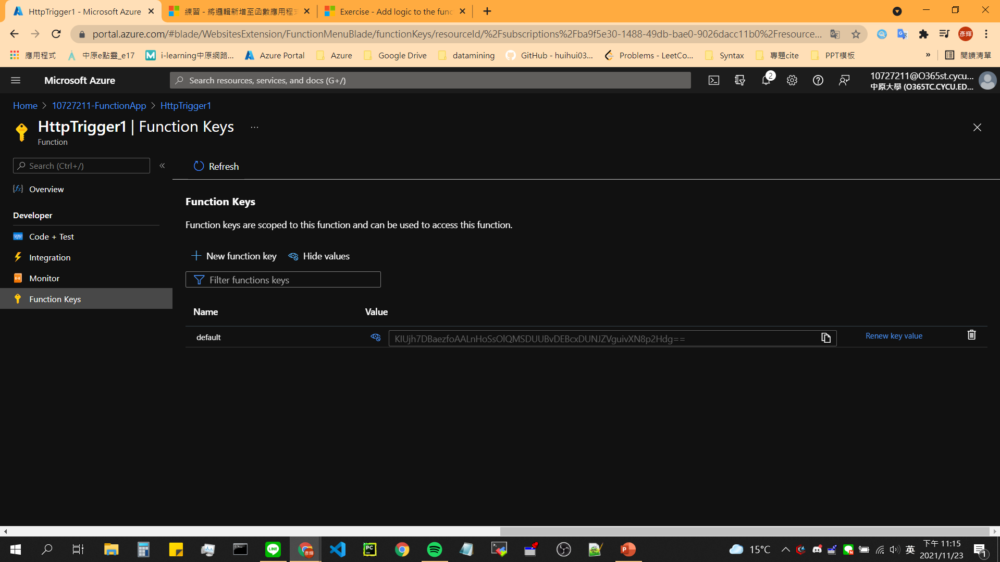 HttpTrigger1 - Microsoft Azure
練習 - 將邏輯新增至函數應用程式
Exercise - Add logic to the func
portal.azure.com/#blade/WebsitesExtension/FunctionMenuBlade/functionKeys/resourceId/%2Fsubscriptions%2Fba9f5e30-1488-49db-bae0-9026dacc11b0%2Fresource...
彥輝
應用程式
中原e點靈_e17
i-learning中原網路...
Azure Portal
Azure
Google Drive
datamining
GitHub - huihui03...
Problems - LeetCo...
Syntax
專題cite
PPT模板
»
閱讀清單
Microsoft Azure
Search resources, services, and docs (G+/)
2
10727211@O365st.cycu...
中原大學 (O365TC.CYCU.ED...
Home > 10727211-FunctionApp > HttpTrigger1
HttpTrigger1 | Function Keys ...
Function
Search (Ctrl+/)
«
Refresh
Overview
Developer
Code + Test
Integration
Monitor
Function Keys
Function Keys
Function keys are scoped to this function and can be used to access this function.
New function key
Hide values
Filter functions keys
Name Value
default
KIUjh7DBaezfoAALnHoSsOlQMSDUUBvDEBcxDUNJZVguivXN8p2Hdg==
Renew key value
LINE
PC
15°C
英
下午 11:15
2021/11/23
1